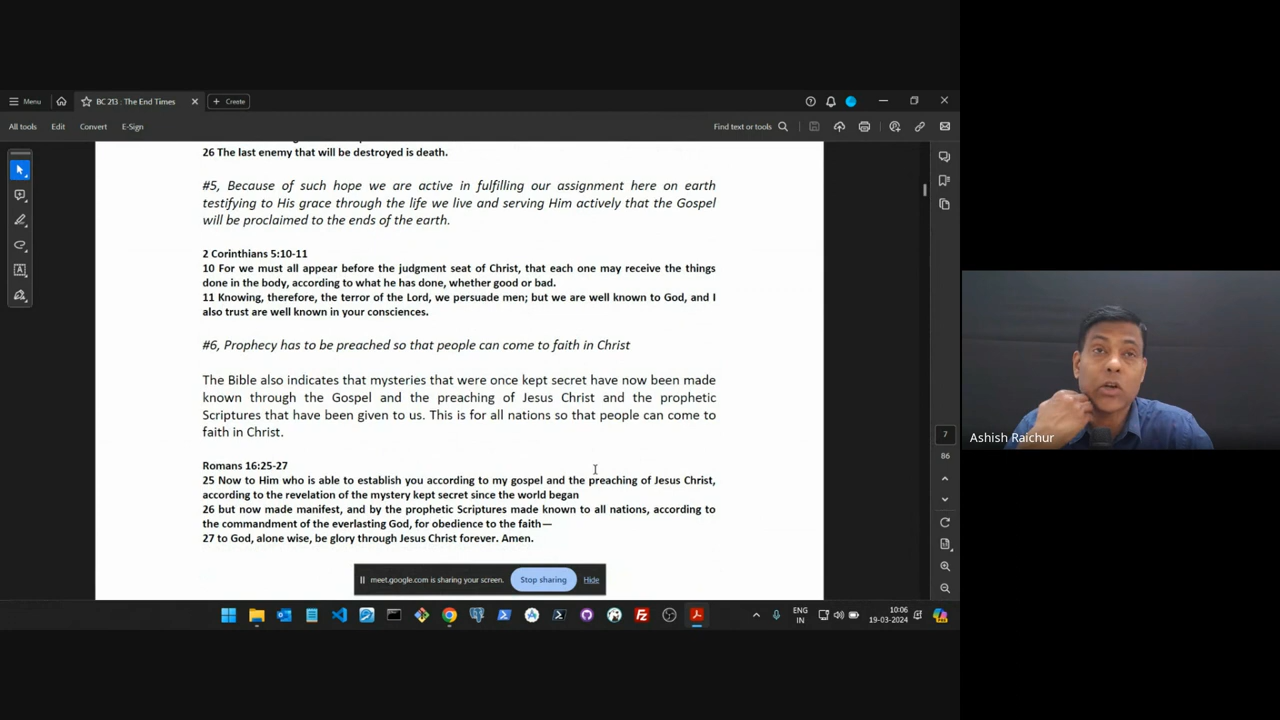 Menu
BC 213 : The End Times
Create
All tools
Edit
Convert
E-Sign
Find text or tools
26 The last enemy that will be destroyed is death.
#5, Because of such hope we are active in fulfilling our assignment here on earth
testifying to His grace through the life we live and serving Him actively that the Gospel
will be proclaimed to the ends of the earth.
2 Corinthians 5:10-11
10 For we must all appear before the judgment seat of Christ, that each one may receive the things
done in the body, according to what he has done, whether good or bad.
11 Knowing, therefore, the terror of the Lord, we persuade men; but we are well known to God, and I
also trust are well known in your consciences.
#6, Prophecy has to be preached so that people can come to faith in Christ
The Bible also indicates that mysteries that were once kept secret have now been made
known through the Gospel and the preaching of Jesus Christ and the prophetic
Scriptures that have been given to us. This is for all nations so that people can come to
faith in Christ.
Romans 16:25-27
25 Now to Him who is able to establish you according to my gospel and the preaching of Jesus Christ,
according to the revelation of the mystery kept secret since the world began
26 but now made manifest, and by the prophetic Scriptures made known to all nations, according to
the commandment of the everlasting God, for obedience to the faith—
27 to God, alone wise, be glory through Jesus Christ forever. Amen.
7
86
meet.google.com is sharing your screen.
Stop sharing
Hide
ENG
IN
10:06
19-03-2024
Ashish Raichur